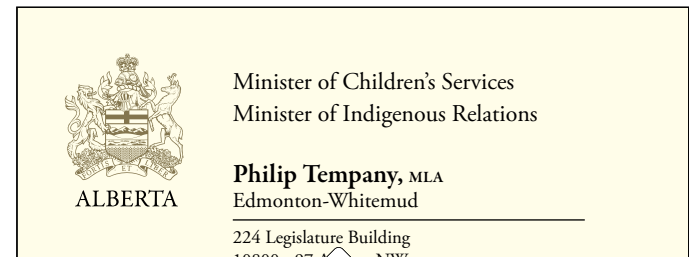 Minister of Children's Services
Minister of Indigenous Relations
Philip Tempany, MLA
Edmonton-Whitemud
ALBERTA
224 Legislature Building